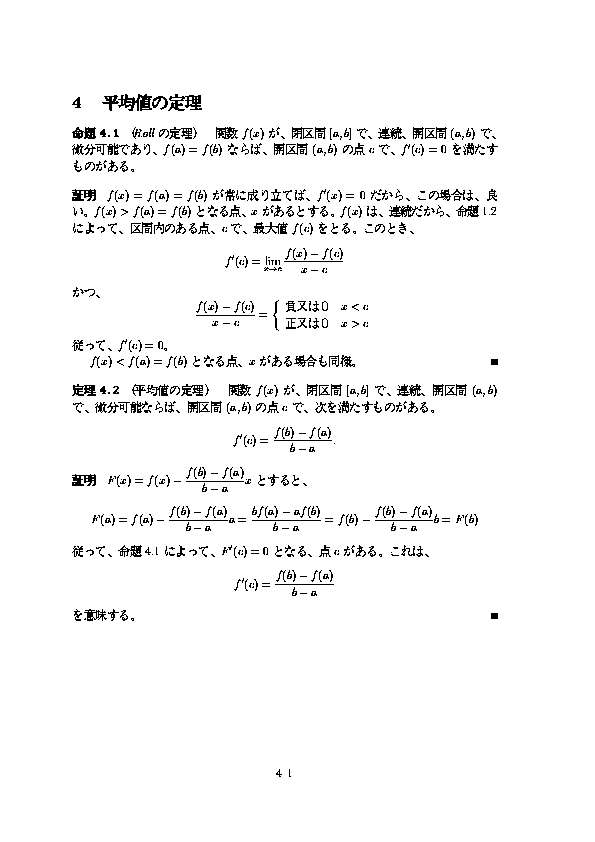 4 平均値の定理
命題 4.1 (Roll の定理) 関数 f(x) が、閉区間 [a,b] で、連続、開区間 (a,b) で、
微分可能であり、f(a) = f(b) ならば、開区間 (a,b) の点 c で、f′(c) = 0 を満たす
ものがある。
証明 f(x) = f(a) = f(b) が常に成り立てば、f′(x) = 0 だから、この場合は、良
い。f(x) > f(a) = f(b) となる点、x があるとする。f(x) は、連続だから、命題 1.2
によって、区間内のある点、c で、最大値 f(c) をとる。このとき、
f′(c) = lim_{x→c} \frac{f(x) − f(c)}{x − c}
かつ、
\frac{f(x) − f(c)}{x − c} = { 負又は 0 x < c
正又は 0 x > c
従って、f′(c) = 0。
f(x) < f(a) = f(b) となる点、x がある場合も同様。 ■
定理 4.2 (平均値の定理) 関数 f(x) が、閉区間 [a,b] で、連続、開区間 (a,b)
で、微分可能ならば、開区間 (a,b) の点 c で、次を満たすものがある。
f′(c) = \frac{f(b) − f(a)}{b − a}.
証明 F(x) = f(x) − \frac{f(b) − f(a)}{b − a}x とすると、
F(a) = f(a) − \frac{f(b) − f(a)}{b − a}a = \frac{bf(a) − af(b)}{b − a} = f(b) − \frac{f(b) − f(a)}{b − a}b = F(b)
従って、命題 4.1 によって、F′(c) = 0 となる、点 c がある。これは、
f′(c) = \frac{f(b) − f(a)}{b − a}
を意味する。 ■
4-1